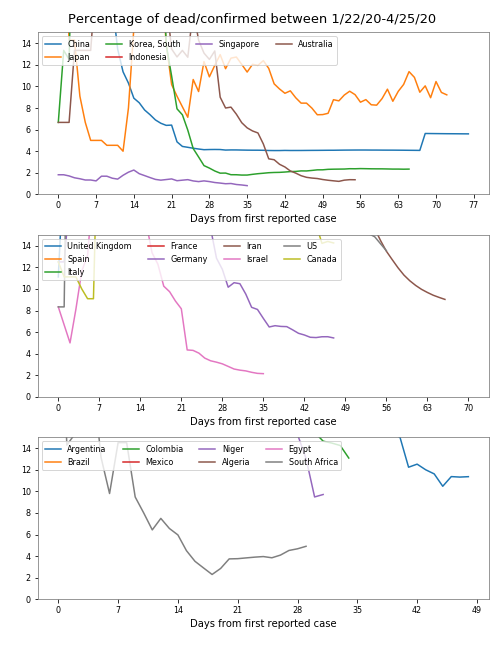 Percentage of dead/confirmed between 1/22/20-4/25/20
14
12
10
8
6
4
2
0
China Korea, South Singapore Australia
Japan Indonesia
0 7 14 21 28 35 42 49 56 63 70 77
Days from first reported case
14
12
10
8
6
4
2
0
United Kingdom France Iran US
Spain Germany Israel Canada
Italy
0 7 14 21 28 35 42 49 56 63 70
Days from first reported case
14
12
10
8
6
4
2
0
Argentina Colombia Niger Egypt
Brazil Mexico Algeria South Africa
0 7 14 21 28 35 42 49
Days from first reported case